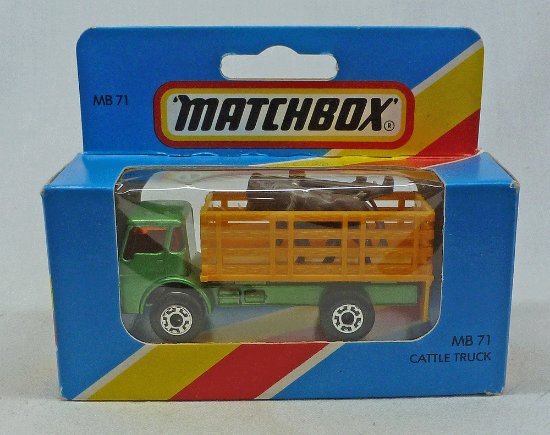 MB 71
"MATCHBOX"®
MB 71
CATTLE TRUCK